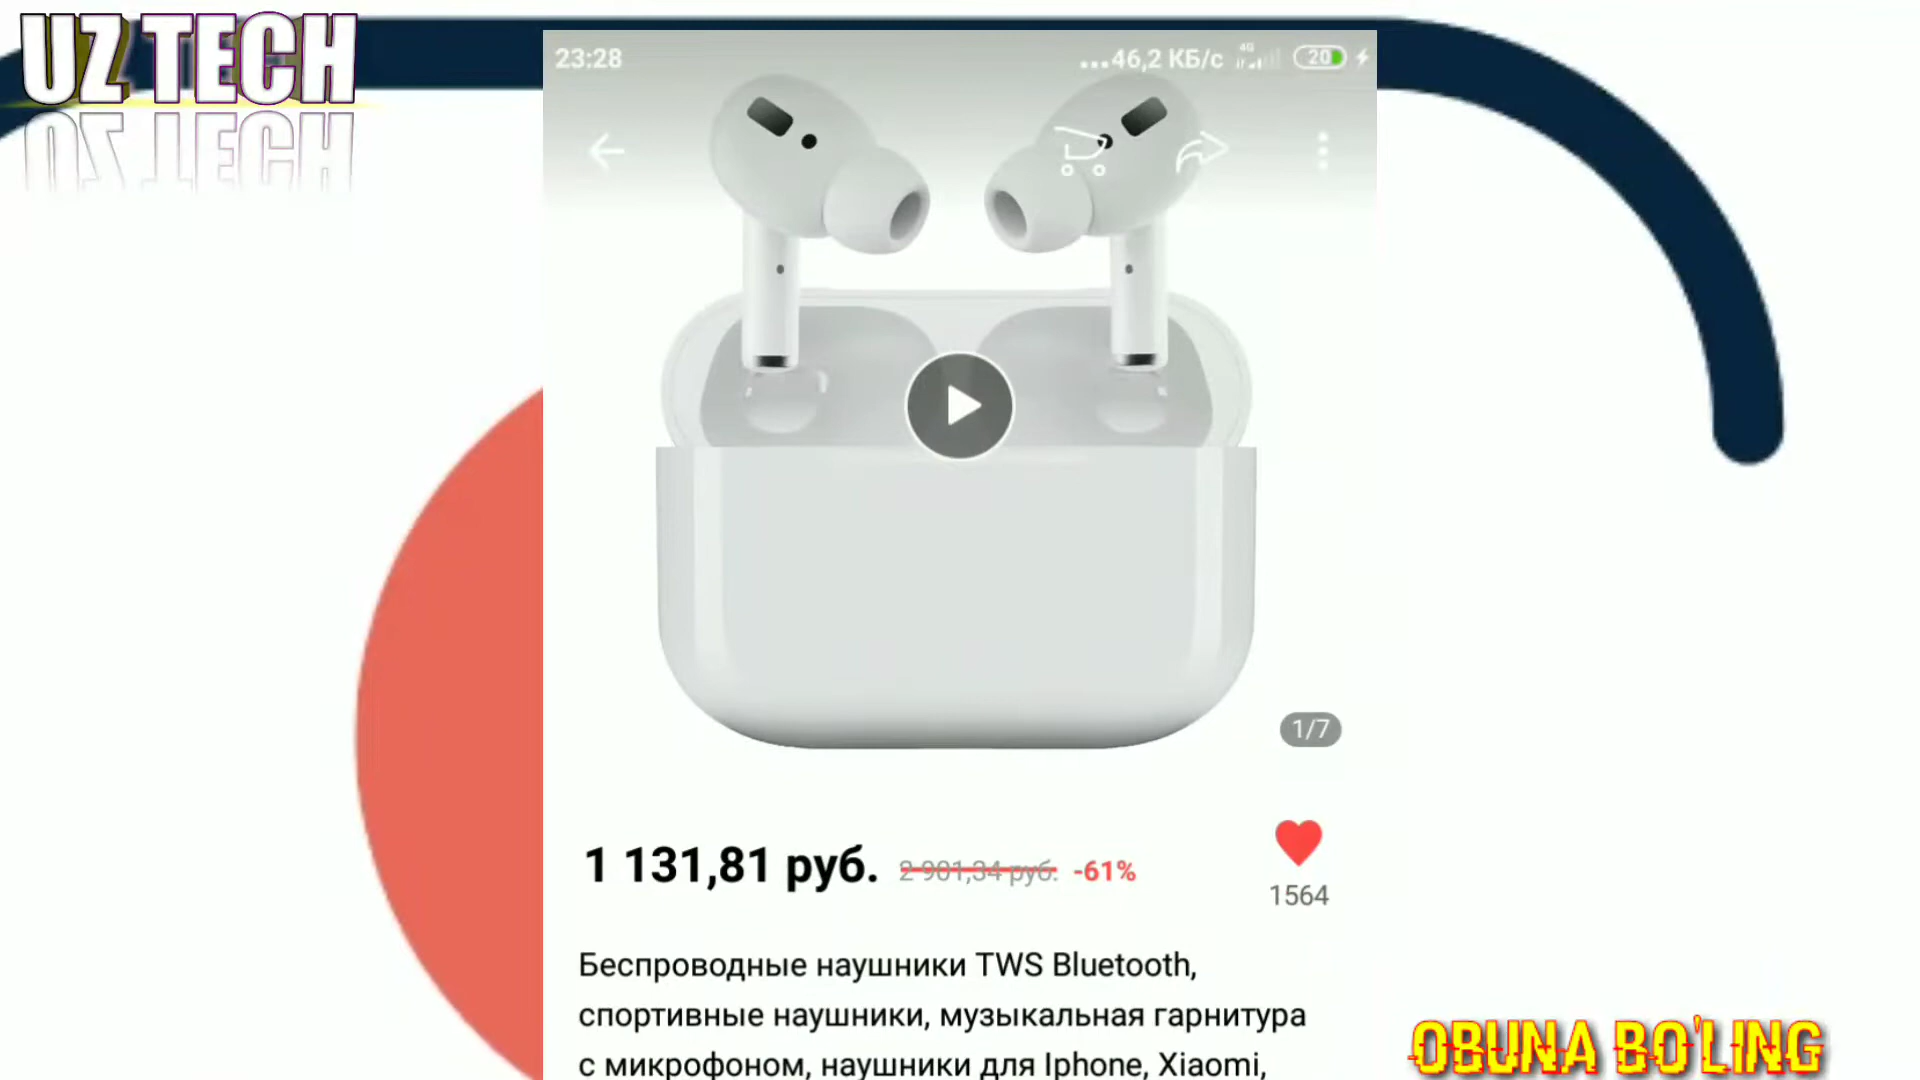 UZ TECH
23:28
...46,2 КБ/с 4G 20
1/7
1 131,81 руб. 2 901,34 руб. -61%
1564
Беспроводные наушники TWS Bluetooth,
спортивные наушники, музыкальная гарнитура
с микрофоном, наушники для Iphone, Xiaomi,
OBUNA BO'LING